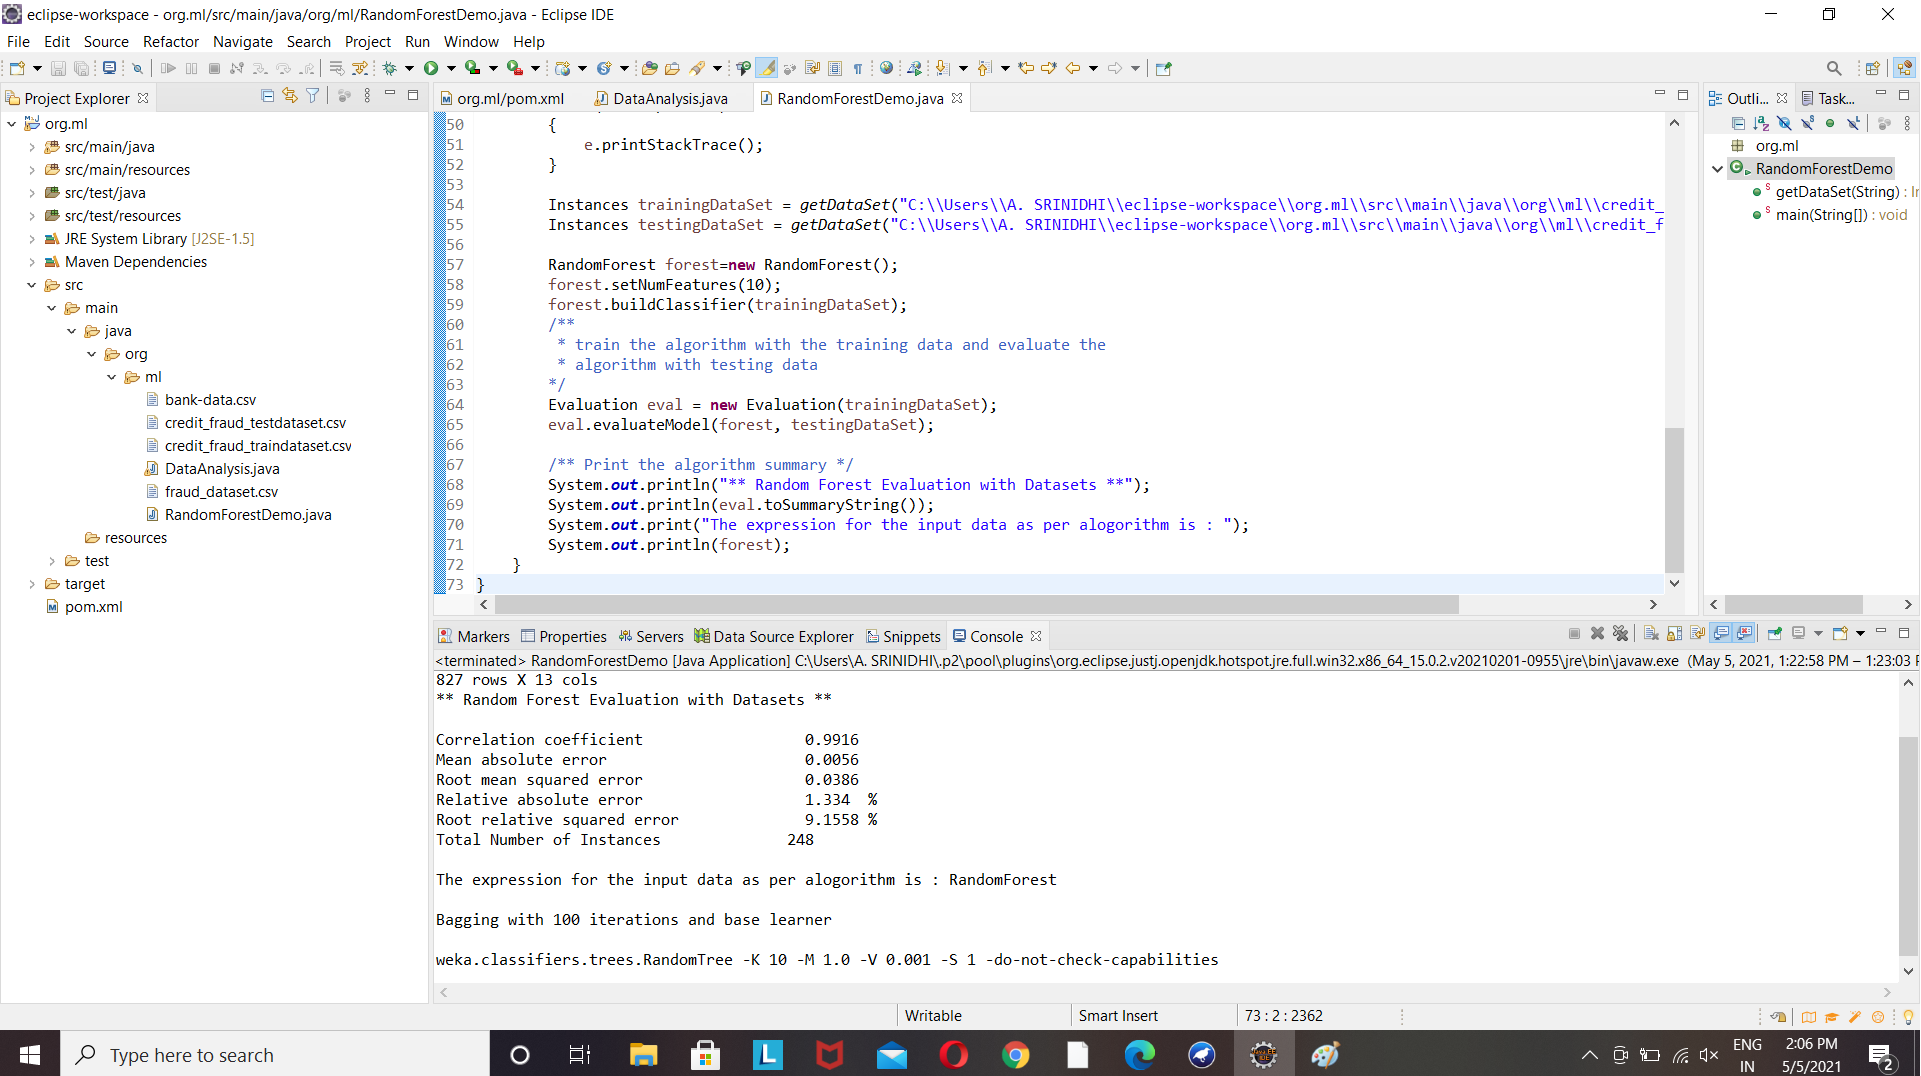 eclipse-workspace - org.ml/src/main/java/org/ml/RandomForestDemo.java - Eclipse IDE
File Edit Source Refactor Navigate Search Project Run Window Help
Project Explorer
org.ml
src/main/java
src/main/resources
src/test/java
src/test/resources
JRE System Library [J2SE-1.5]
Maven Dependencies
src
main
java
org
ml
bank-data.csv
credit_fraud_testdataset.csv
credit_fraud_traindataset.csv
DataAnalysis.java
fraud_dataset.csv
RandomForestDemo.java
resources
test
target
pom.xml
org.ml/pom.xml DataAnalysis.java RandomForestDemo.java
50 {
51 e.printStackTrace();
52 }
53
54 Instances trainingDataSet = getDataSet("C:\\Users\\A. SRINIDHI\\eclipse-workspace\\org.ml\\src\\main\\java\\org\\ml\\credit_
55 Instances testingDataSet = getDataSet("C:\\Users\\A. SRINIDHI\\eclipse-workspace\\org.ml\\src\\main\\java\\org\\ml\\credit_f
56
57 RandomForest forest=new RandomForest();
58 forest.setNumFeatures(10);
59 forest.buildClassifier(trainingDataSet);
60 /**
61 * train the algorithm with the training data and evaluate the
62 * algorithm with testing data
63 */
64 Evaluation eval = new Evaluation(trainingDataSet);
65 eval.evaluateModel(forest, testingDataSet);
66
67 /** Print the algorithm summary */
68 System.out.println("** Random Forest Evaluation with Datasets **");
69 System.out.println(eval.toSummaryString());
70 System.out.print("The expression for the input data as per alogorithm is : ");
71 System.out.println(forest);
72 }
73 }
Outli... Task...
org.ml
RandomForestDemo
getDataSet(String) : Ir
main(String[]) : void
Markers Properties Servers Data Source Explorer Snippets Console
<terminated> RandomForestDemo [Java Application] C:\Users\A. SRINIDHI\.p2\pool\plugins\org.eclipse.justj.openjdk.hotspot.jre.full.win32.x86_64_15.0.2.v20210201-0955\jre\bin\javaw.exe (May 5, 2021, 1:22:58 PM – 1:23:03 P
827 rows X 13 cols
** Random Forest Evaluation with Datasets **
Correlation coefficient 0.9916
Mean absolute error 0.0056
Root mean squared error 0.0386
Relative absolute error 1.334 %
Root relative squared error 9.1558 %
Total Number of Instances 248
The expression for the input data as per alogorithm is : RandomForest
Bagging with 100 iterations and base learner
weka.classifiers.trees.RandomTree -K 10 -M 1.0 -V 0.001 -S 1 -do-not-check-capabilities
Writable Smart Insert 73 : 2 : 2362
Type here to search
ENG
IN
2:06 PM
5/5/2021
2